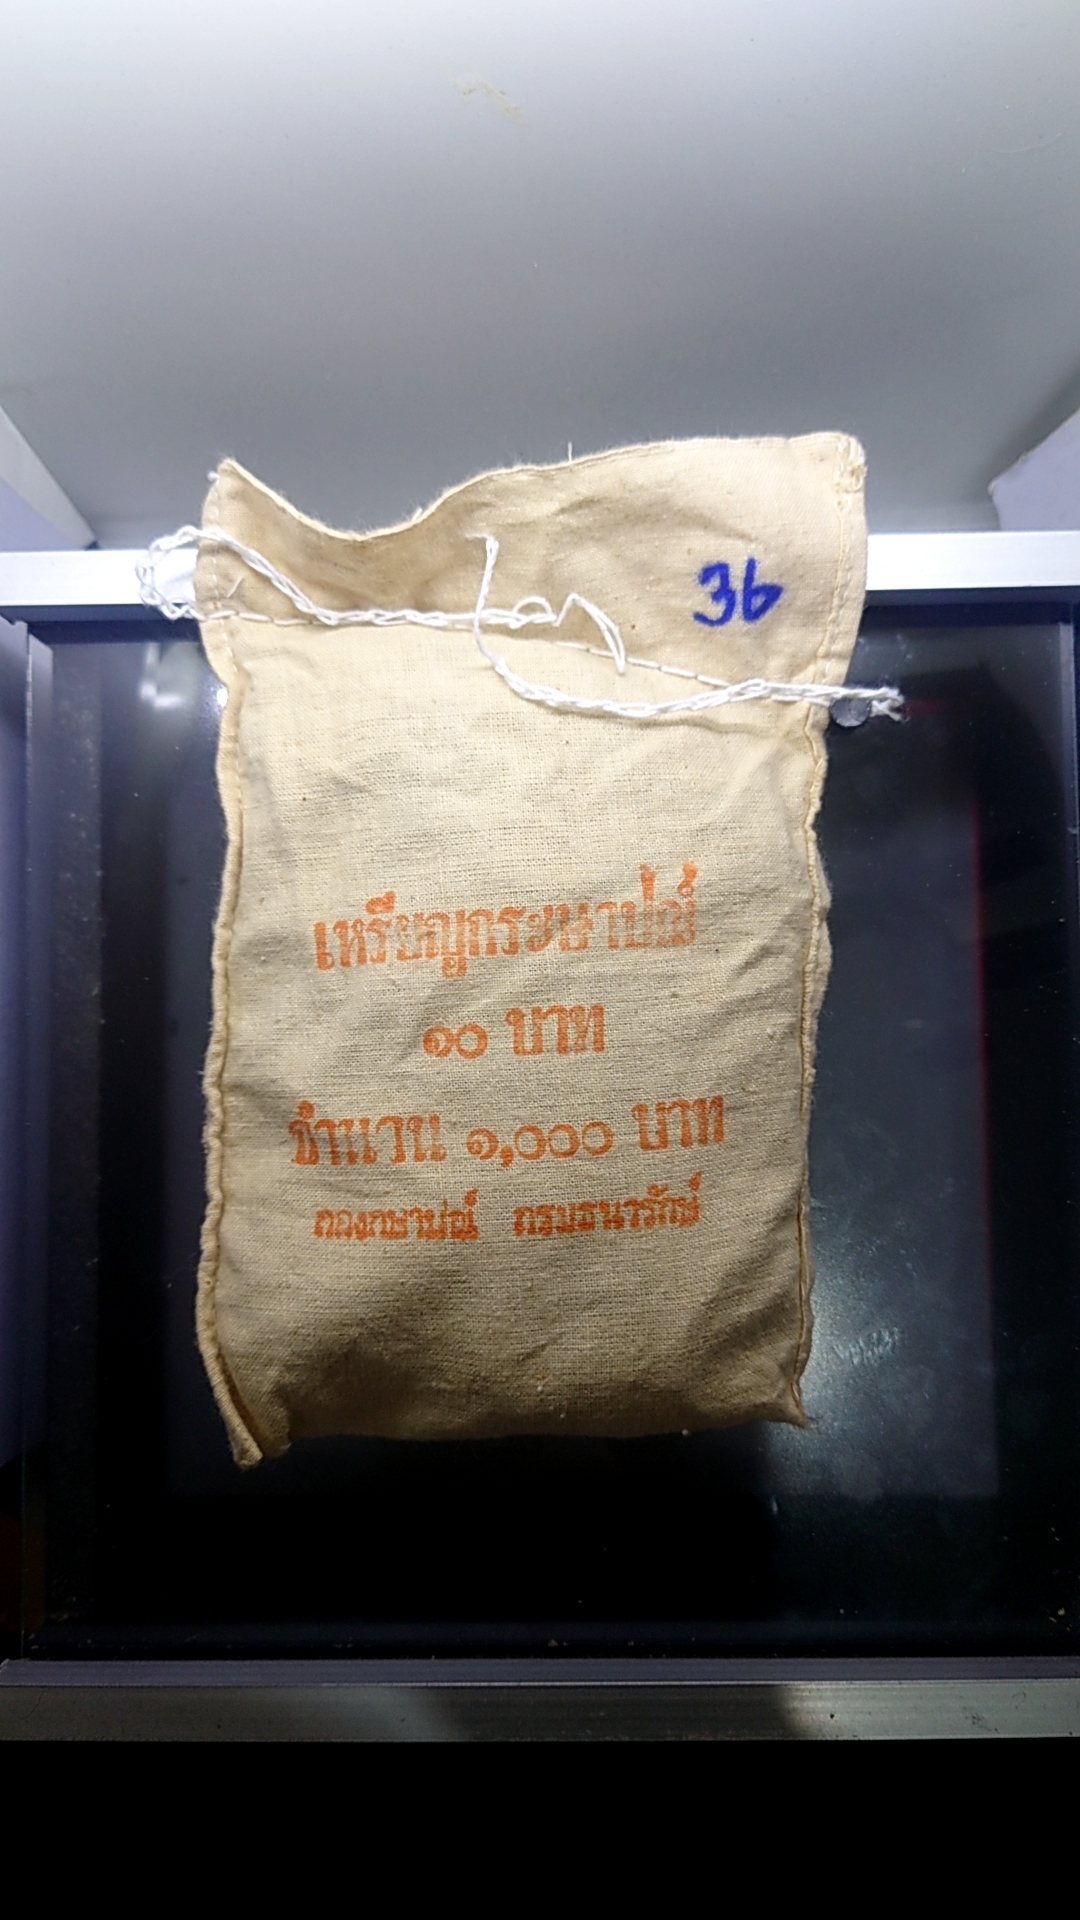 36
เหรียญกระษาปณ์
๑๐ บาท
จำนวน ๑,๐๐๐ บาท
กองกษาปณ์ กรมธนารักษ์